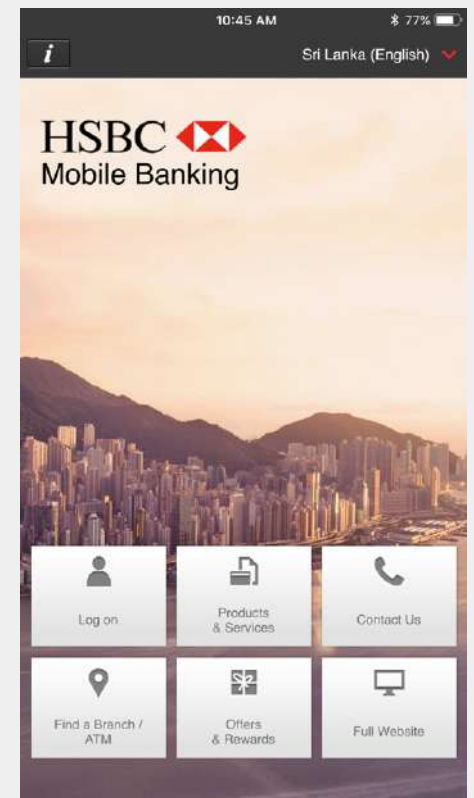 10:45 AM
77%
i
Sri Lanka (English)
HSBC
Mobile Banking
Log on
Products
& Services
Contact Us
Find a Branch /
ATM
Offers
& Rewards
Full Website